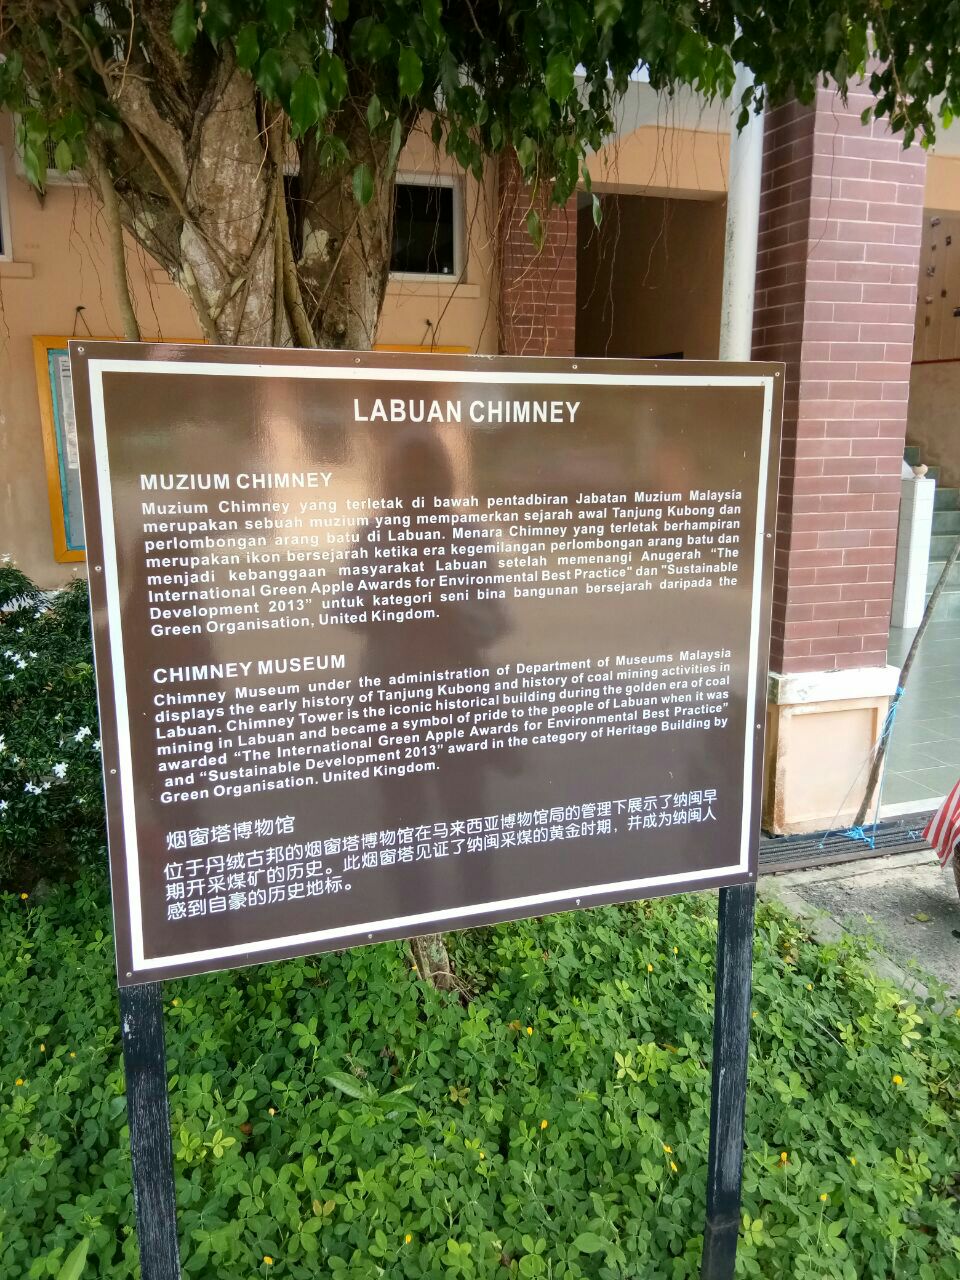 LABUAN CHIMNEY
MUZIUM CHIMNEY
Muzium Chimney yang terletak di bawah pentadbiran Jabatan Muzium Malaysia
merupakan sebuah muzium yang mempamerkan sejarah awal Tanjung Kubong dan
perlombongan arang batu di Labuan. Menara Chimney yang terletak berhampiran
merupakan ikon bersejarah ketika era kegemilangan perlombongan arang batu dan
menjadi kebanggaan masyarakat Labuan setelah memenangi Anugerah “The
International Green Apple Awards for Environmental Best Practice" dan "Sustainable
Development 2013” untuk kategori seni bina bangunan bersejarah daripada the
Green Organisation, United Kingdom.
CHIMNEY MUSEUM
Chimney Museum under the administration of Department of Museums Malaysia
displays the early history of Tanjung Kubong and history of coal mining activities in
Labuan. Chimney Tower is the iconic historical building during the golden era of coal
mining in Labuan and became a symbol of pride to the people of Labuan when it was
awarded “The International Green Apple Awards for Environmental Best Practice”
and “Sustainable Development 2013” award in the category of Heritage Building by
Green Organisation. United Kingdom.
烟窗塔博物馆
位于丹绒古邦的烟窗塔博物馆在马来西亚博物馆局的管理下展示了纳闽早
期开采煤矿的历史。此烟窗塔见证了纳闽采煤的黄金时期，并成为纳闽人
感到自豪的历史地标。